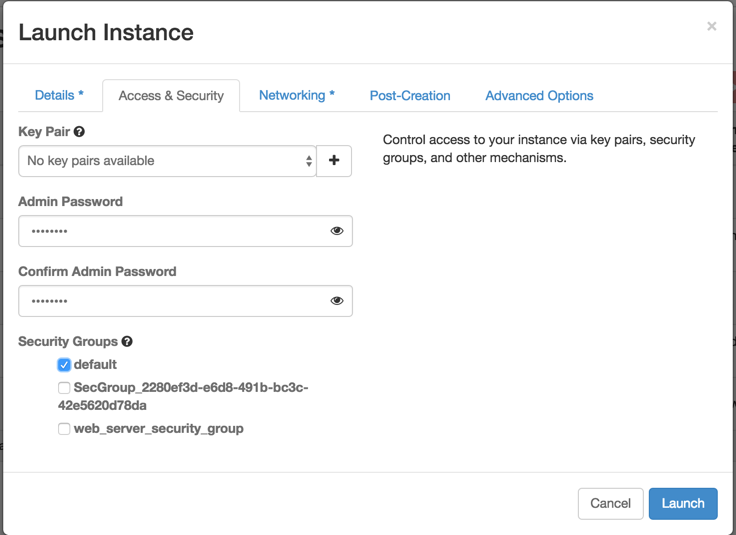 Launch Instance
×
Details *
Access & Security
Networking *
Post-Creation
Advanced Options
Key Pair
Control access to your instance via key pairs, security
groups, and other mechanisms.
No key pairs available
Admin Password
••••••••
Confirm Admin Password
••••••••
Security Groups
default
SecGroup_2280ef3d-e6d8-491b-bc3c-
42e5620d78da
web_server_security_group
Cancel
Launch